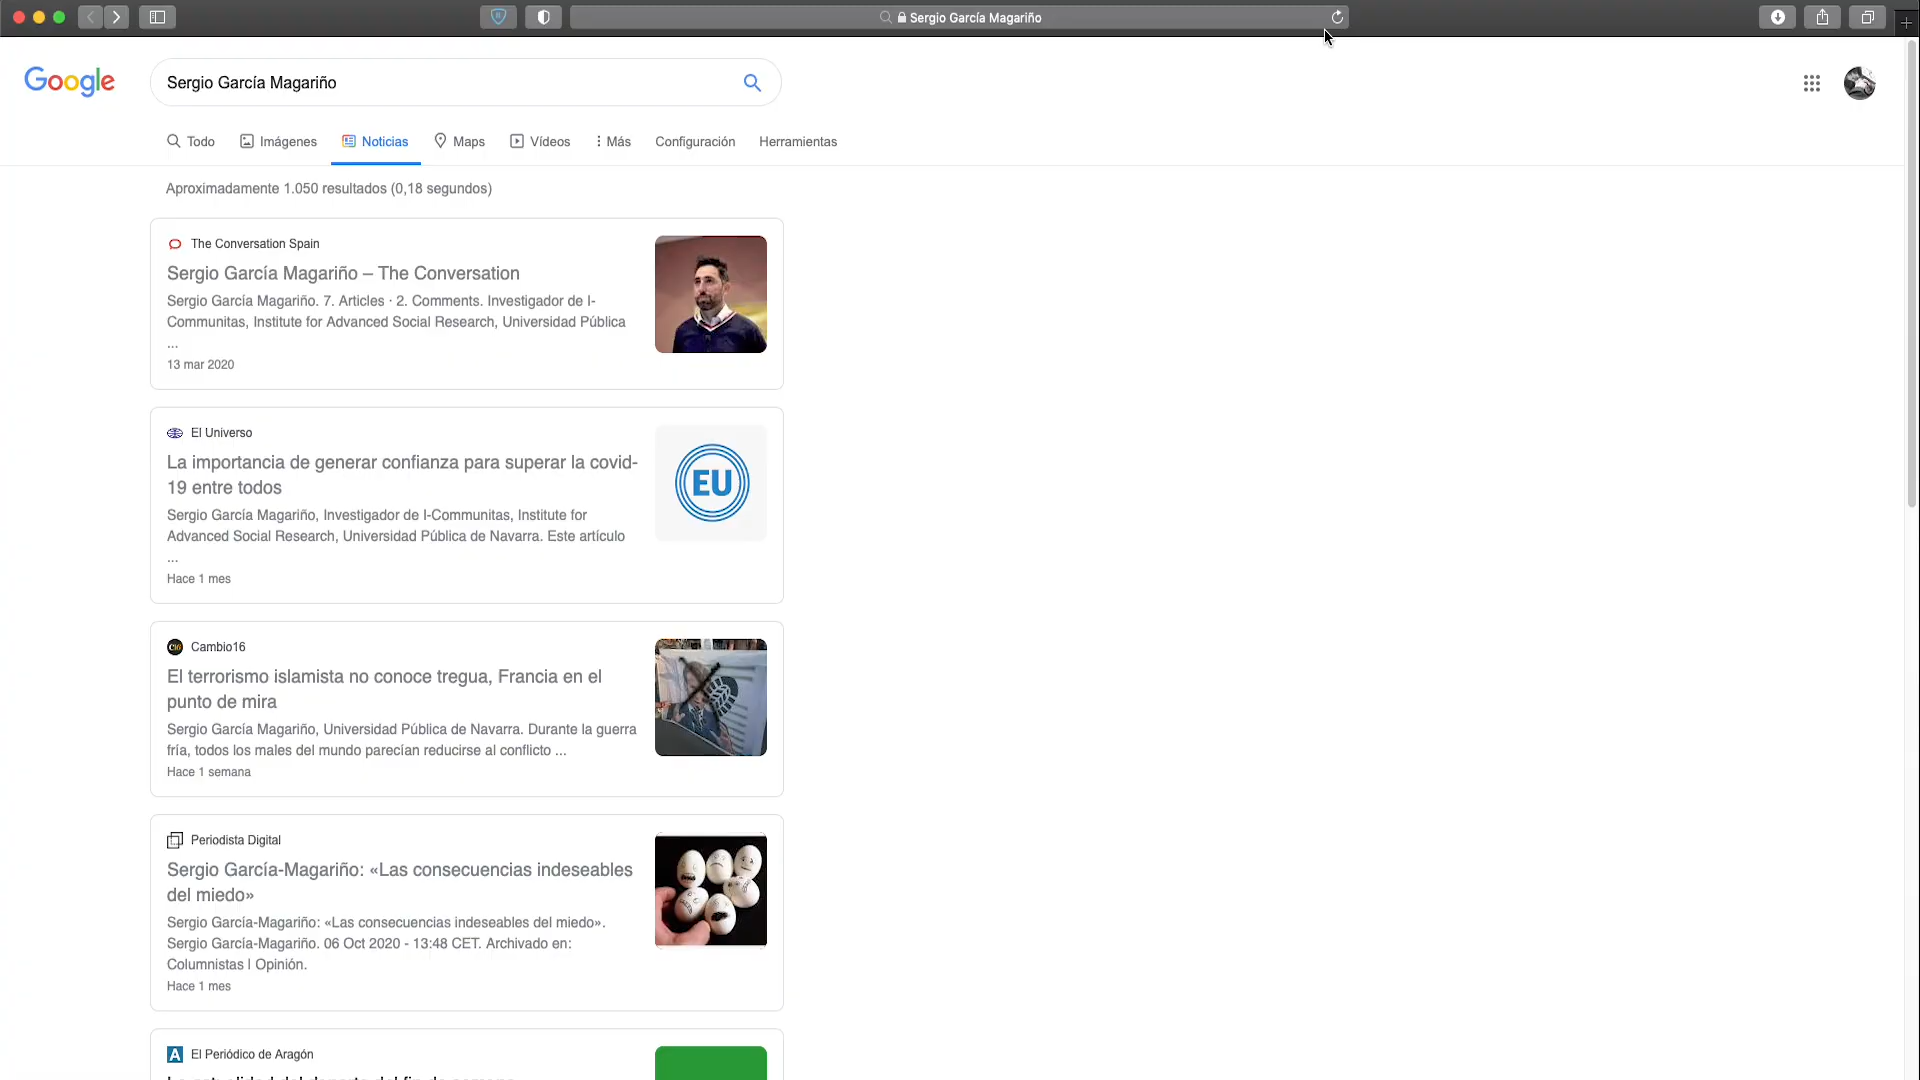 Sergio García Magariño
Google
Sergio García Magariño
Todo Imágenes Noticias Maps Vídeos Más Configuración Herramientas
Aproximadamente 1.050 resultados (0,18 segundos)
The Conversation Spain
Sergio García Magariño – The Conversation
Sergio García Magariño. 7. Articles · 2. Comments. Investigador de I-
Communitas, Institute for Advanced Social Research, Universidad Pública
...
13 mar 2020
El Universo
La importancia de generar confianza para superar la covid-
19 entre todos
EU
Sergio García Magariño, Investigador de I-Communitas, Institute for
Advanced Social Research, Universidad Pública de Navarra. Este artículo
...
Hace 1 mes
Cambio16
El terrorismo islamista no conoce tregua, Francia en el
punto de mira
Sergio García Magariño, Universidad Pública de Navarra. Durante la guerra
fría, todos los males del mundo parecían reducirse al conflicto ...
Hace 1 semana
Periodista Digital
Sergio García-Magariño: «Las consecuencias indeseables
del miedo»
Sergio García-Magariño: «Las consecuencias indeseables del miedo».
Sergio García-Magariño. 06 Oct 2020 - 13:48 CET. Archivado en:
Columnistas | Opinión.
Hace 1 mes
A El Periódico de Aragón